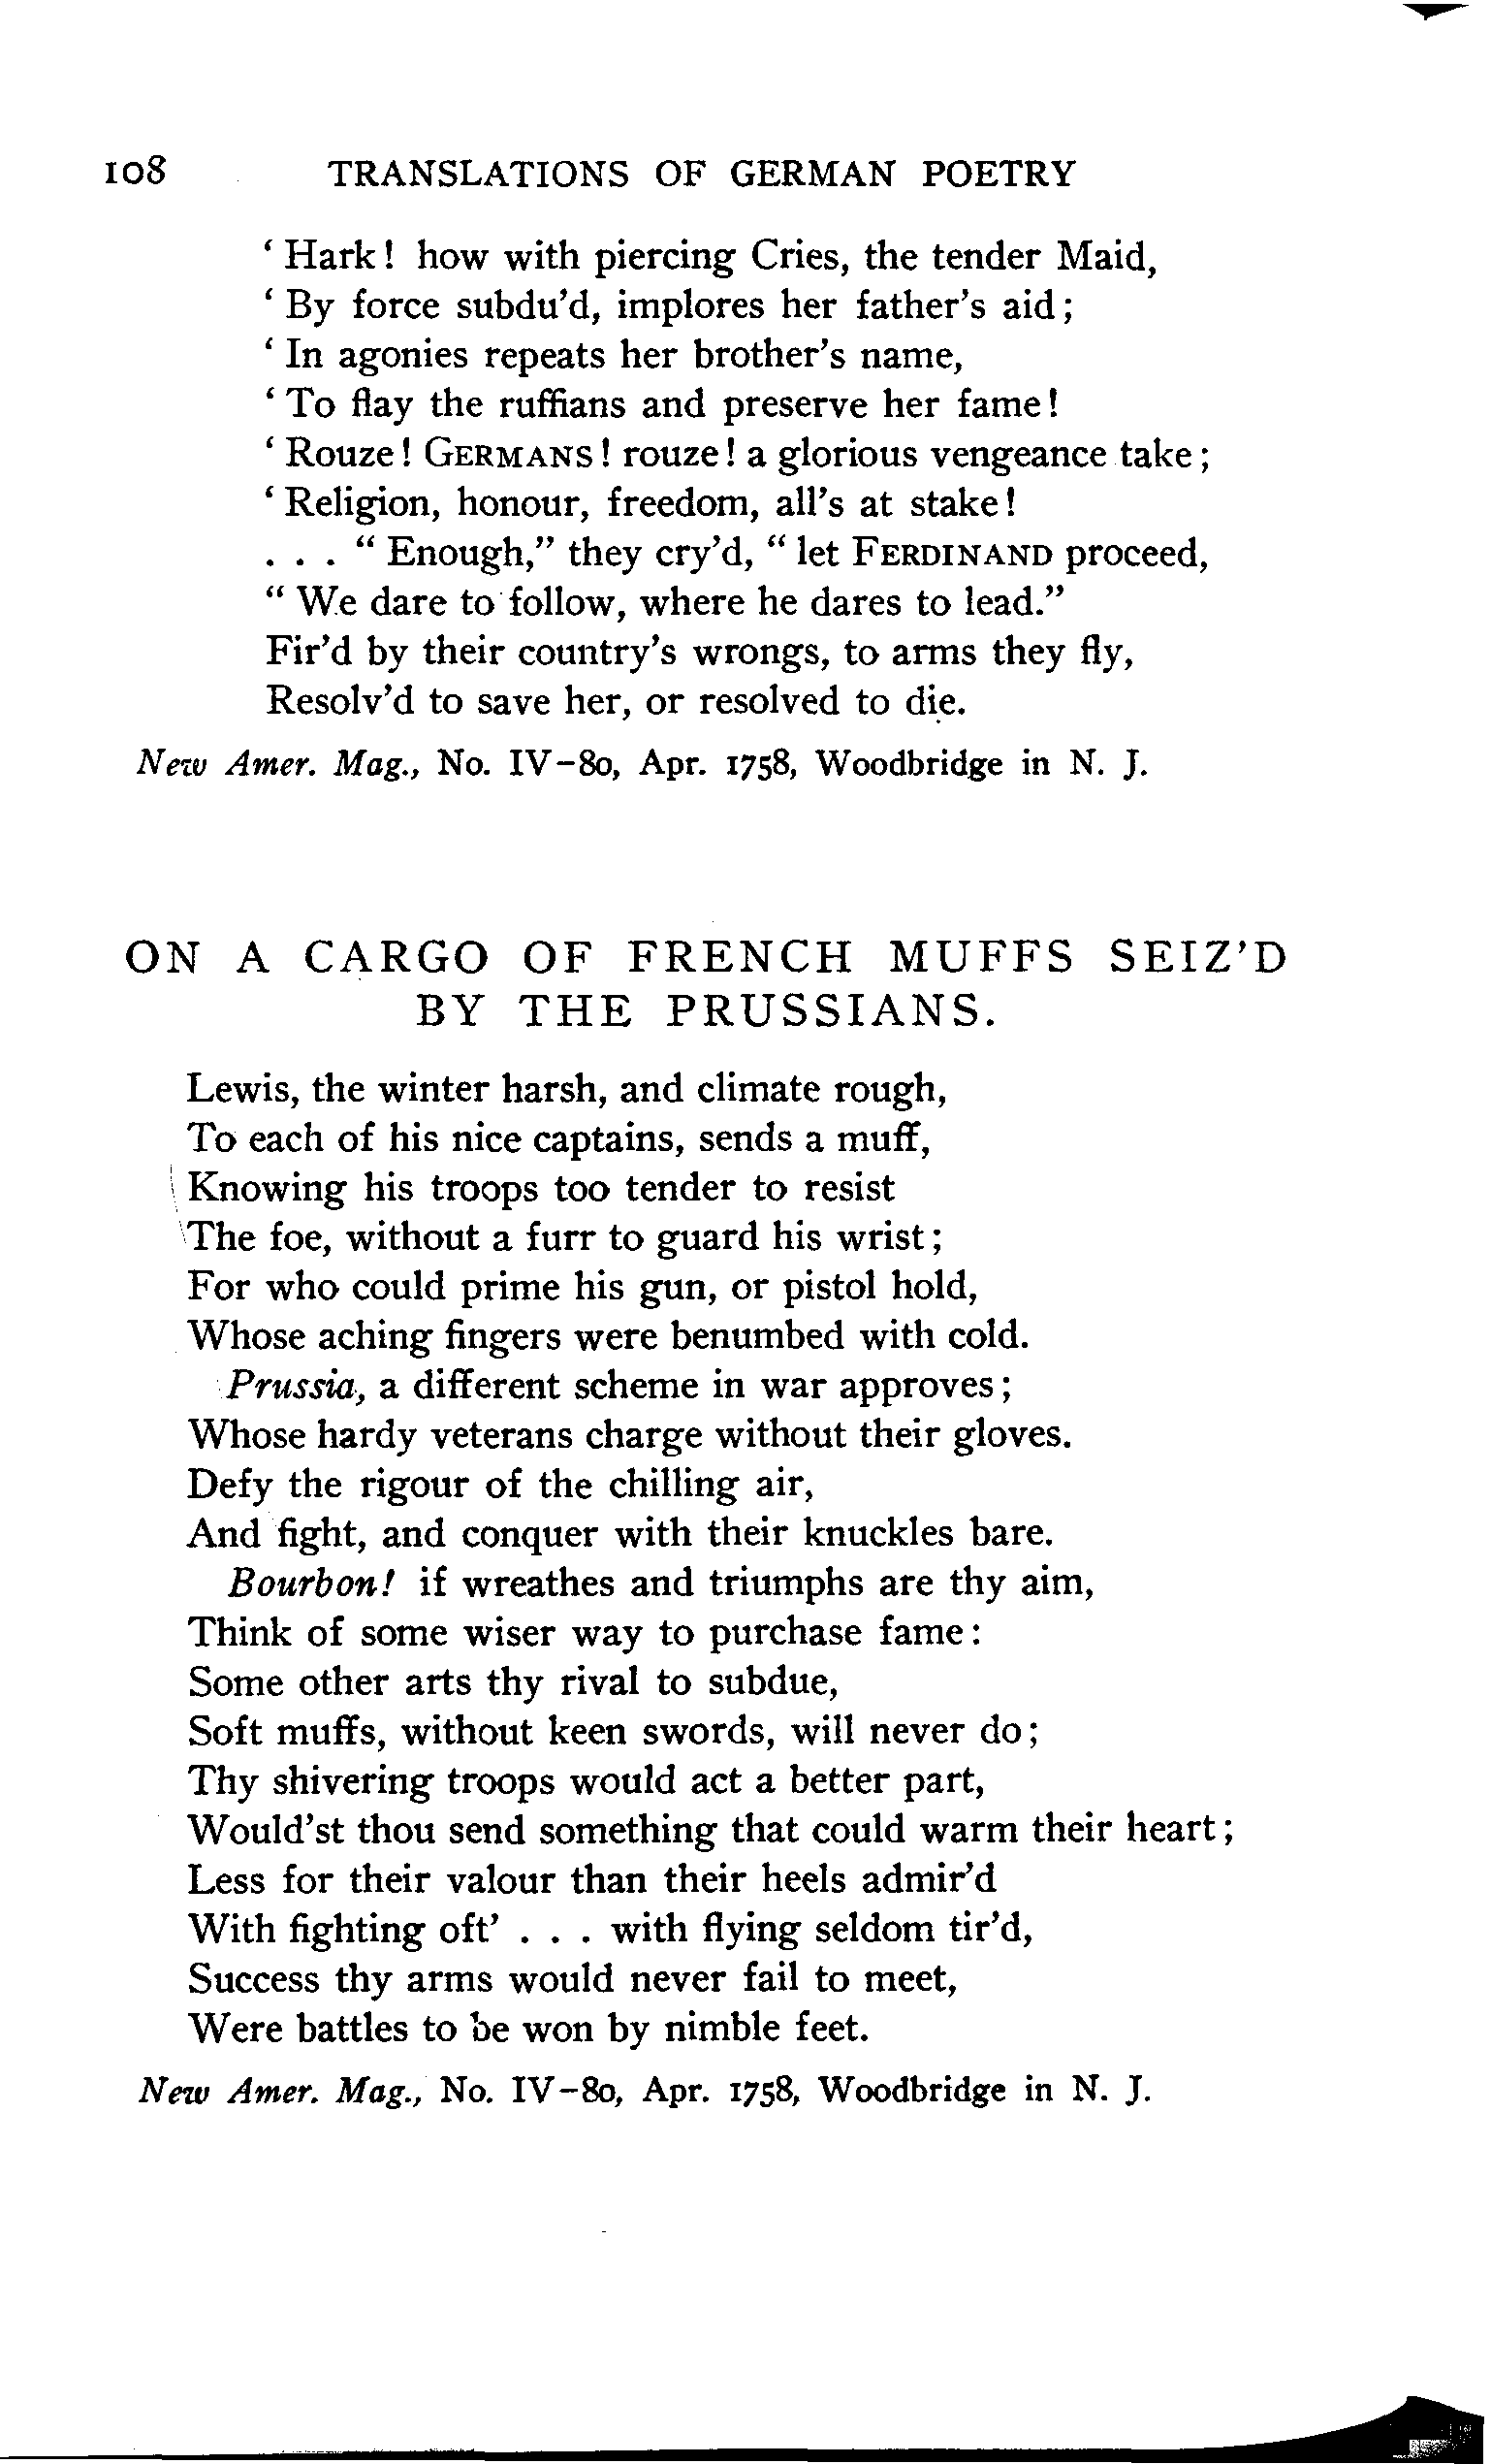 108 TRANSLATIONS OF GERMAN POETRY
‘ Hark! how with piercing Cries, the tender Maid,
‘ By force subdu’d, implores her father’s aid;
‘ In agonies repeats her brother’s name,
‘ To flay the ruffians and preserve her fame!
‘ Rouze! GERMANS! rouze! a glorious vengeance take;
‘ Religion, honour, freedom, all’s at stake!
. . . “ Enough,” they cry’d, “ let FERDINAND proceed,
“ We dare to follow, where he dares to lead.”
Fir’d by their country’s wrongs, to arms they fly,
Resolv’d to save her, or resolved to die.
New Amer. Mag., No. IV–80, Apr. 1758, Woodbridge in N. J.
ON A CARGO OF FRENCH MUFFS SEIZ’D
BY THE PRUSSIANS.
Lewis, the winter harsh, and climate rough,
To each of his nice captains, sends a muff,
Knowing his troops too tender to resist
The foe, without a furr to guard his wrist;
For who could prime his gun, or pistol hold,
Whose aching fingers were benumbed with cold.
Prussia, a different scheme in war approves;
Whose hardy veterans charge without their gloves.
Defy the rigour of the chilling air,
And fight, and conquer with their knuckles bare.
Bourbon! if wreathes and triumphs are thy aim,
Think of some wiser way to purchase fame:
Some other arts thy rival to subdue,
Soft muffs, without keen swords, will never do;
Thy shivering troops would act a better part,
Would’st thou send something that could warm their heart;
Less for their valour than their heels admir’d
With fighting oft’ . . . with flying seldom tir’d,
Success thy arms would never fail to meet,
Were battles to be won by nimble feet.
New Amer. Mag., No. IV–80, Apr. 1758, Woodbridge in N. J.